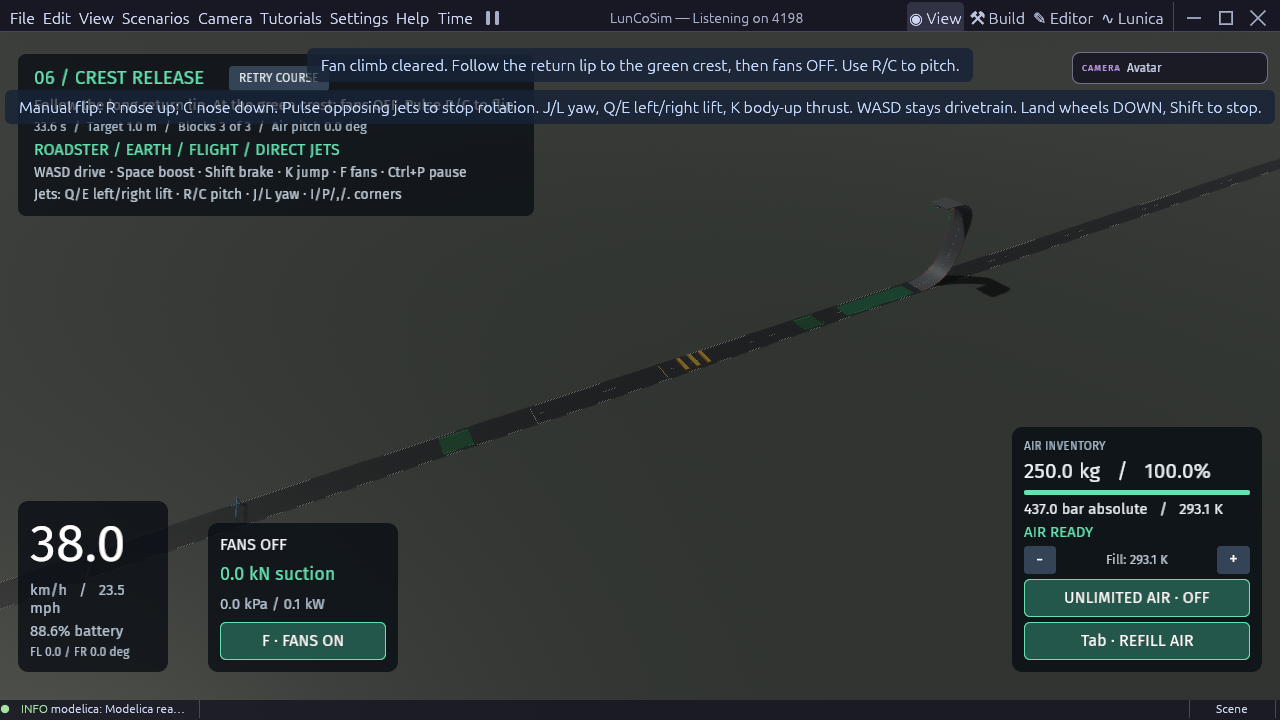 File Edit View Scenarios Camera Tutorials Settings Help Time
LunCoSim — Listening on 4198
View Build Editor Lunica
06 / CREST RELEASE
RETRY COURSE
Fan climb cleared. Follow the return lip to the green crest, then fans OFF. Use R/C to pitch.
CAMERA Avatar
Manual flip: R nose up; C nose down. Pulse opposing jets to stop rotation. J/L yaw, Q/E left/right lift, K body-up thrust. WASD stays drivetrain. Land wheels DOWN, Shift to stop.
33.6 s / Target 1.0 m / Blocks 3 of 3 / Air pitch 0.0 deg
ROADSTER / EARTH / FLIGHT / DIRECT JETS
WASD drive · Space boost · Shift brake · K jump · F fans · Ctrl+P pause
Jets: Q/E left/right lift · R/C pitch · J/L yaw · I/P/,/. corners
38.0
km/h / 23.5
mph
88.6% battery
FL 0.0 / FR 0.0 deg
FANS OFF
0.0 kN suction
0.0 kPa / 0.1 kW
F · FANS ON
AIR INVENTORY
250.0 kg / 100.0%
437.0 bar absolute / 293.1 K
AIR READY
- Fill: 293.1 K +
UNLIMITED AIR · OFF
Tab · REFILL AIR
INFO modelica: Modelica rea…
Scene